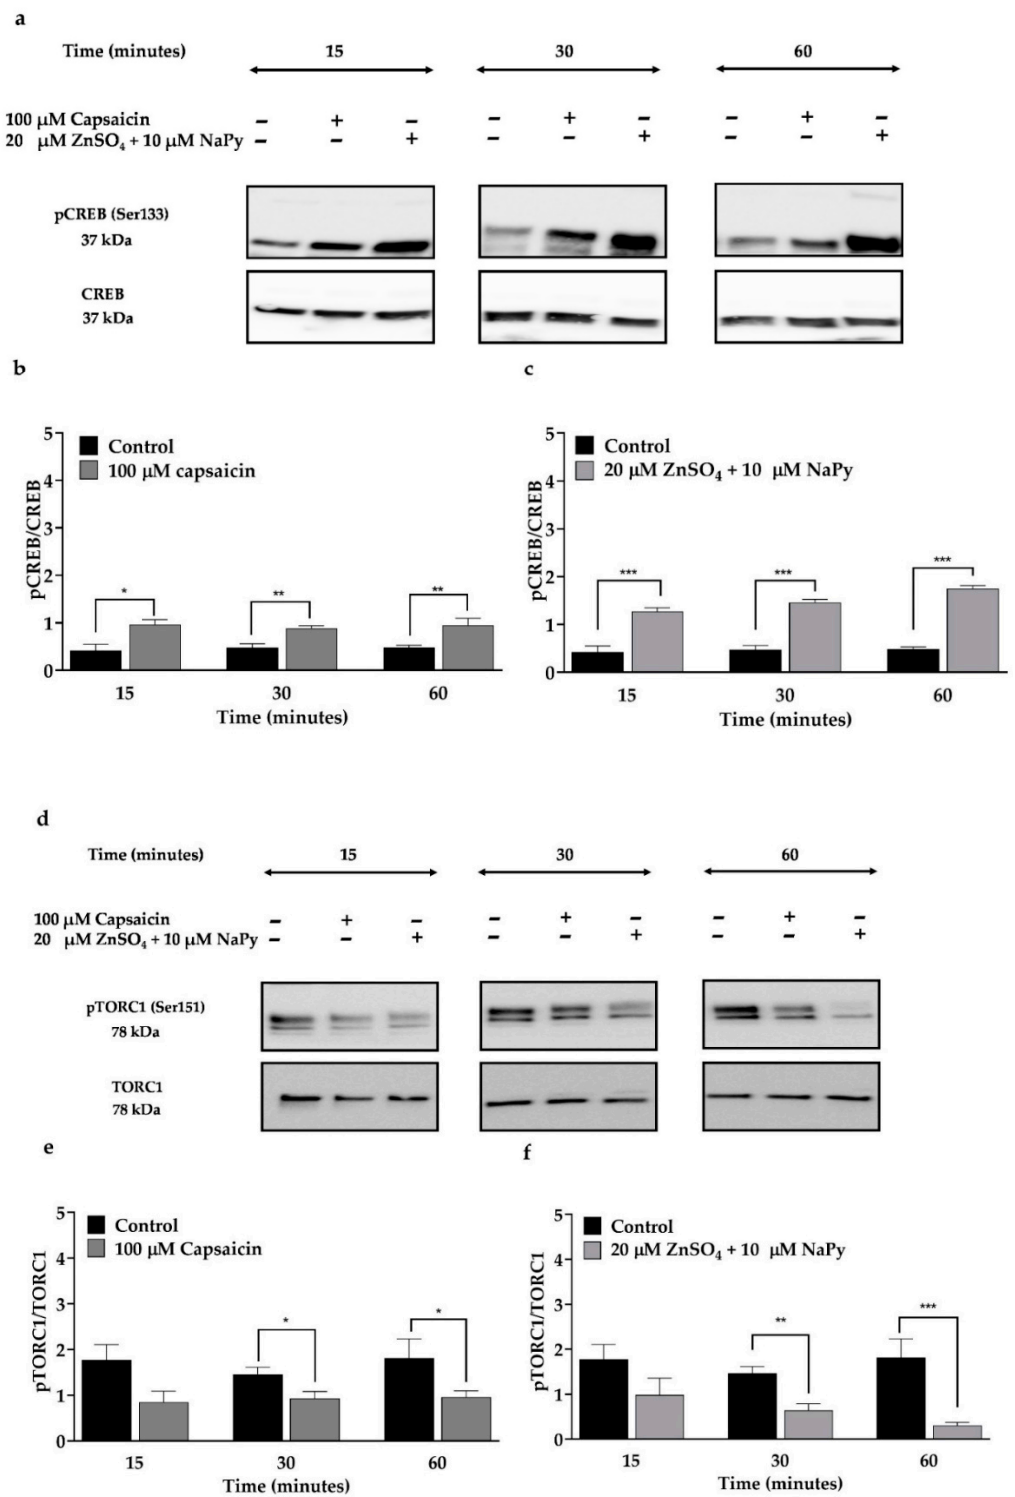 a
Time (minutes) 15 30 60
100 μM Capsaicin - + - - + - - + -
20 μM ZnSO₄ + 10 μM NaPy - - + - - + - - +
pCREB (Ser133)
37 kDa
CREB
37 kDa
b
5
4
3
2
1
0
pCREB/CREB
Control
100 μM capsaicin
* ** **
15 30 60
Time (minutes)
c
5
4
3
2
1
0
pCREB/CREB
Control
20 μM ZnSO₄ + 10 μM NaPy
*** *** ***
15 30 60
Time (minutes)
d
Time (minutes) 15 30 60
100 μM Capsaicin - + - - + - - + -
20 μM ZnSO₄ + 10 μM NaPy - - + - - + - - +
pTORC1 (Ser151)
78 kDa
TORC1
78 kDa
e
5
4
3
2
1
0
pTORC1/TORC1
Control
100 μM Capsaicin
* *
15 30 60
Time (minutes)
f
5
4
3
2
1
0
pTORC1/TORC1
Control
20 μM ZnSO₄ + 10 μM NaPy
** ***
15 30 60
Time (minutes)